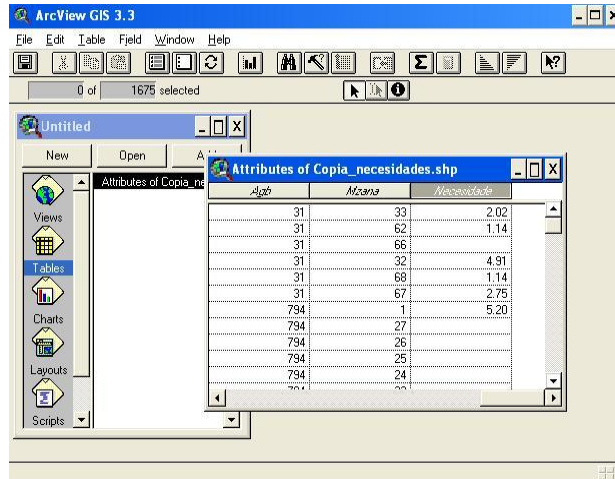 ArcView GIS 3.3
File Edit Table Field Window Help
0 of 1675 selected
Untitled
New Open
Views
Tables
Charts
Layouts
Scripts
Attributes of Copia_ne
Attributes of Copia_necesidades.shp
Agb Mzana Necesidade
31 33 2.02
31 62 1.14
31 66
31 32 4.91
31 68 1.14
31 67 2.75
794 1 5.20
794 27
794 26
794 25
794 24